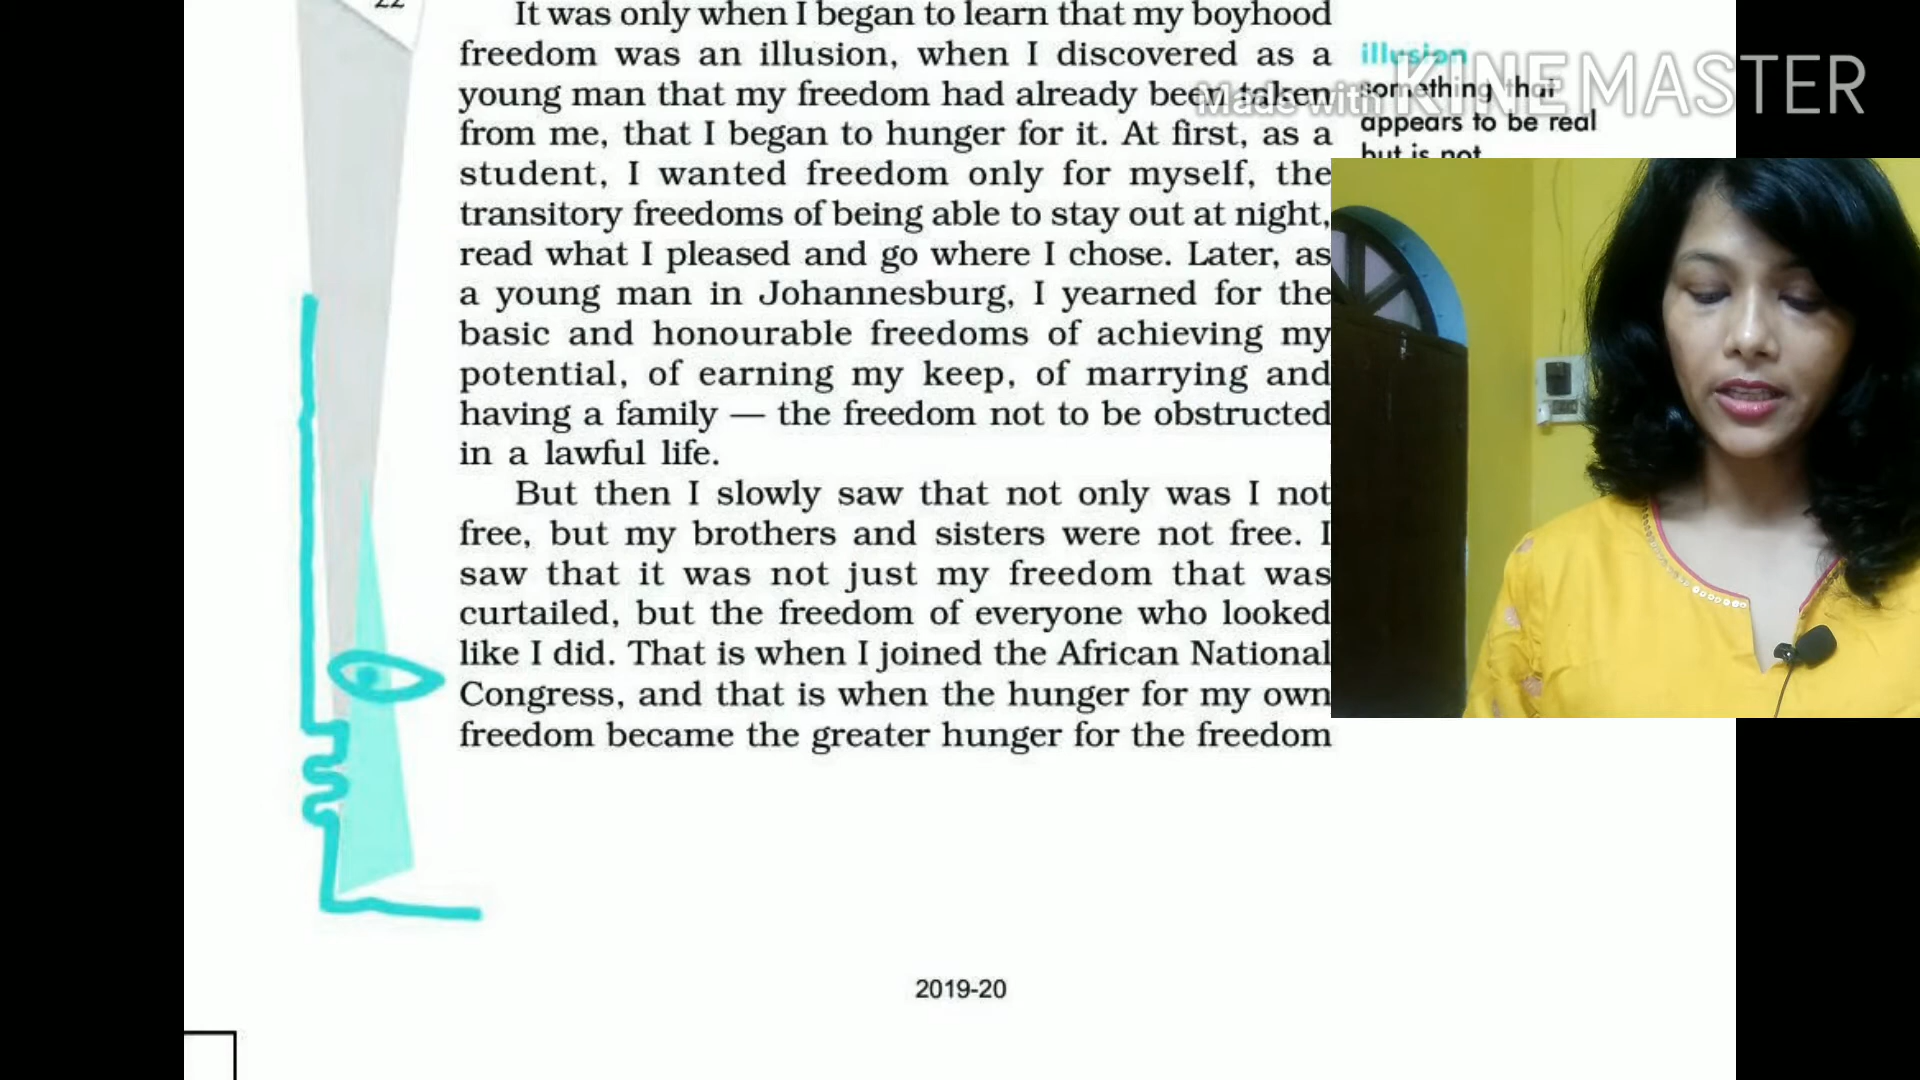 22
It was only when I began to learn that my boyhood
freedom was an illusion, when I discovered as a
young man that my freedom had already been taken
from me, that I began to hunger for it. At first, as a
student, I wanted freedom only for myself, the
transitory freedoms of being able to stay out at night,
read what I pleased and go where I chose. Later, as
a young man in Johannesburg, I yearned for the
basic and honourable freedoms of achieving my
potential, of earning my keep, of marrying and
having a family — the freedom not to be obstructed
in a lawful life.
But then I slowly saw that not only was I not
free, but my brothers and sisters were not free. I
saw that it was not just my freedom that was
curtailed, but the freedom of everyone who looked
like I did. That is when I joined the African National
Congress, and that is when the hunger for my own
freedom became the greater hunger for the freedom
illusion
something that
appears to be real
but is not
Made with KINEMASTER
2019-20